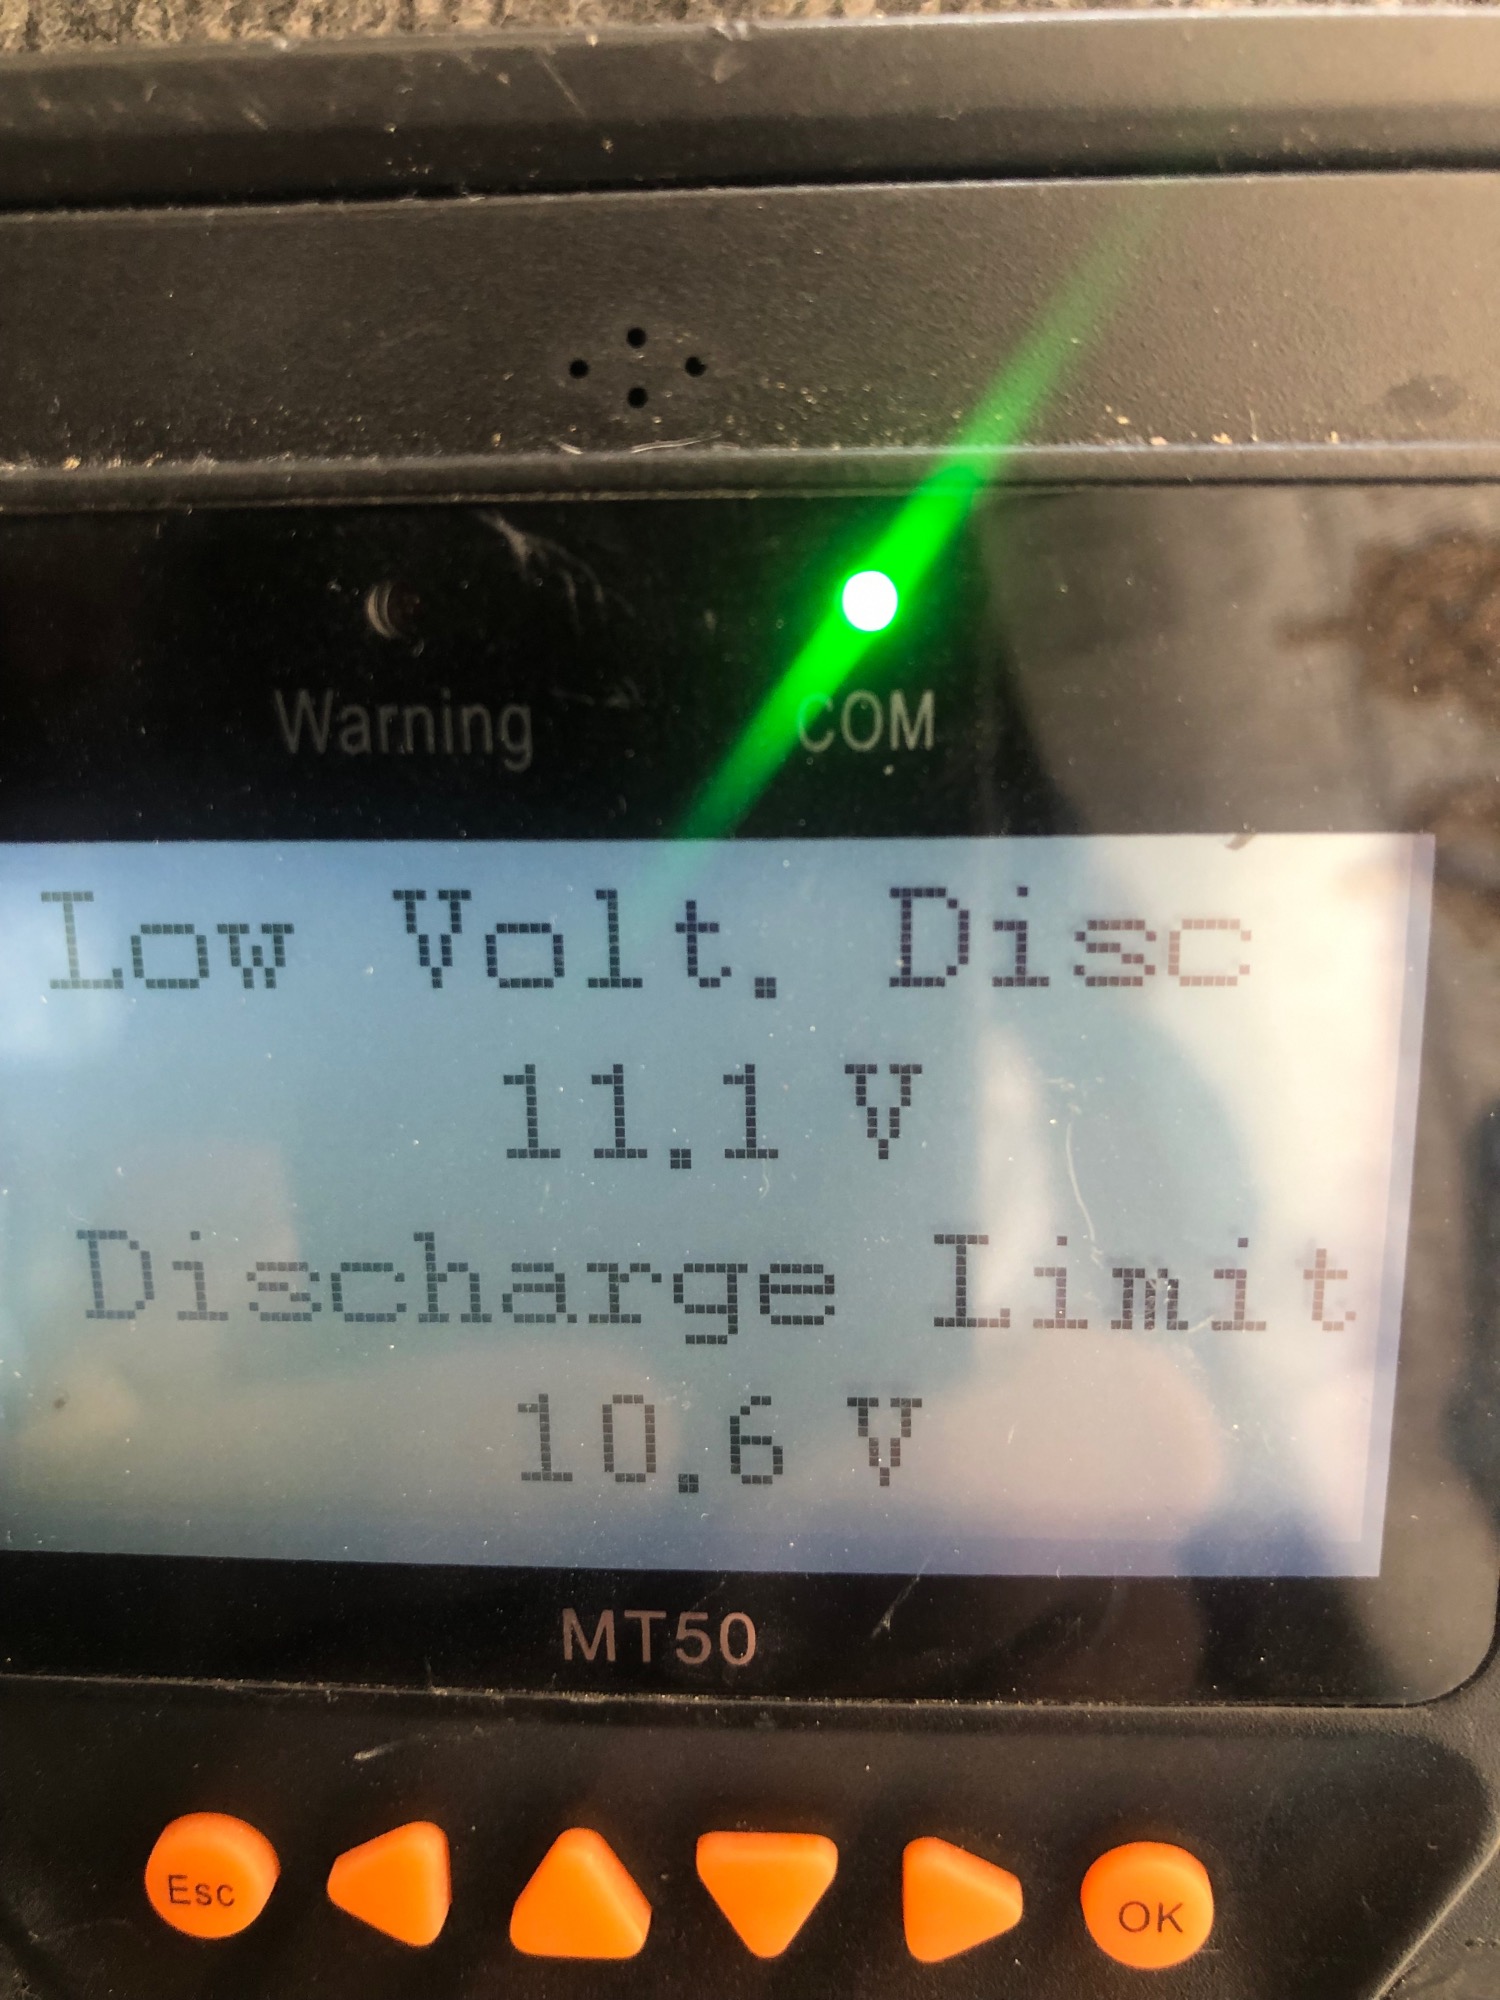 Warning COM
Low Volt. Disc
11.1 V
Discharge Limit
10.6 V
MT50
Esc OK